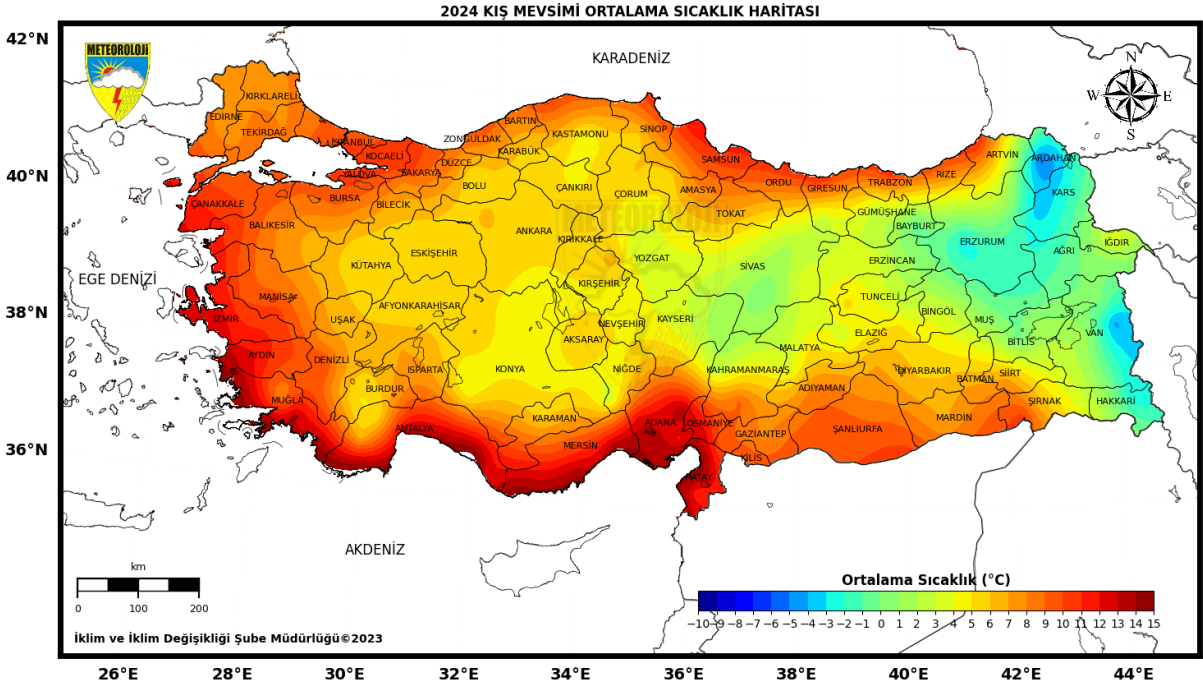 2024 KIŞ MEVSİMİ ORTALAMA SICAKLIK HARİTASI
42°N
40°N
38°N
36°N
METEOROLOJİ
KARADENİZ
N
W E
S
KIRKLARELİ
EDİRNE
TEKİRDAĞ
İSTANBUL
KOCAELİ
YALOVA
SAKARYA
DÜZCE
ZONGULDAK
BARTIN
KARABÜK
KASTAMONU
SİNOP
SAMSUN
ORDU
GİRESUN
TRABZON
RİZE
ARTVİN
ARDAHAN
KARS
ÇANAKKALE
BURSA
BİLECİK
BOLU
ÇANKIRI
ÇORUM
AMASYA
TOKAT
GÜMÜŞHANE
BAYBURT
BALIKESİR
KÜTAHYA
ESKİŞEHİR
ANKARA
KIRIKKALE
METEOROLOJİ
YOZGAT
SİVAS
ERZİNCAN
ERZURUM
AĞRI
IĞDIR
EGE DENİZİ
MANİSA
İZMİR
UŞAK
AFYONKARAHİSAR
KIRŞEHİR
NEVŞEHİR
AKSARAY
KAYSERİ
TUNCELİ
BİNGÖL
MUŞ
ELAZIĞ
BİTLİS
VAN
AYDIN
DENİZLİ
ISPARTA
BURDUR
KONYA
NİĞDE
KAHRAMANMARAŞ
MALATYA
ADIYAMAN
DİYARBAKIR
BATMAN
SİİRT
ŞIRNAK
HAKKARİ
MUĞLA
ANTALYA
KARAMAN
MERSİN
ADANA
OSMANİYE
GAZİANTEP
KİLİS
ŞANLIURFA
MARDİN
HATAY
AKDENİZ
km
0 100 200
Ortalama Sıcaklık (°C)
−10 −9 −8 −7 −6 −5 −4 −3 −2 −1 0 1 2 3 4 5 6 7 8 9 10 11 12 13 14 15
İklim ve İklim Değişikliği Şube Müdürlüğü©2023
26°E 28°E 30°E 32°E 34°E 36°E 38°E 40°E 42°E 44°E